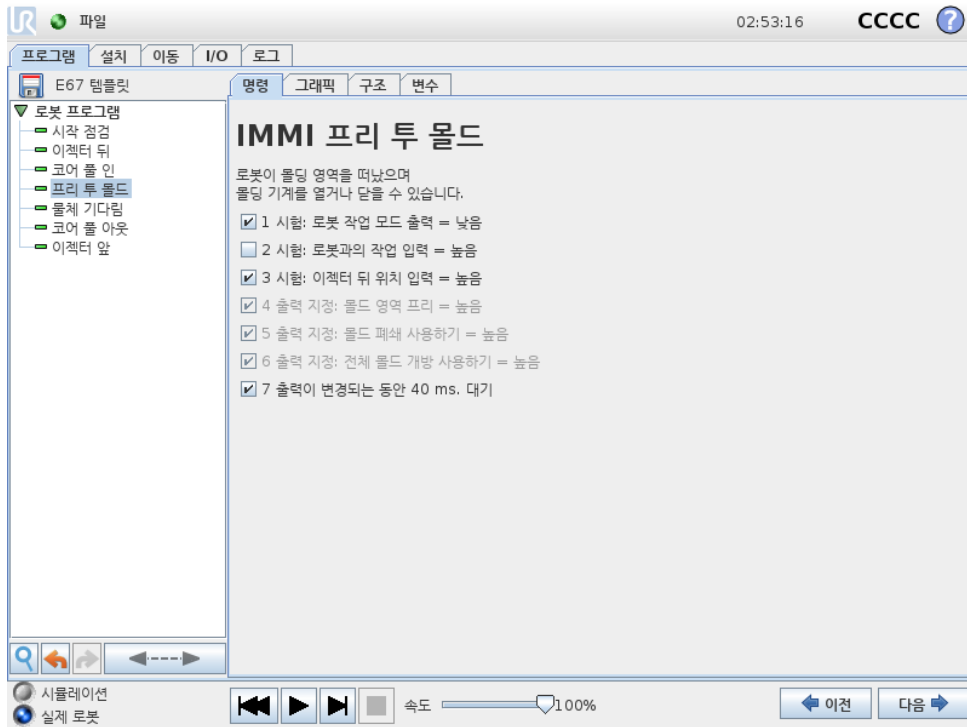 UR 파일 02:53:16 CCCC ?
프로그램 설치 이동 I/O 로그
E67 템플릿
명령 그래픽 구조 변수
로봇 프로그램
시작 점검
이젝터 뒤
코어 풀 인
프리 투 몰드
물체 기다림
코어 풀 아웃
이젝터 앞
IMMI 프리 투 몰드
로봇이 몰딩 영역을 떠났으며
몰딩 기계를 열거나 닫을 수 있습니다.
1 시험: 로봇 작업 모드 출력 = 낮음
2 시험: 로봇과의 작업 입력 = 높음
3 시험: 이젝터 뒤 위치 입력 = 높음
4 출력 지정: 몰드 영역 프리 = 높음
5 출력 지정: 몰드 폐쇄 사용하기 = 높음
6 출력 지정: 전체 몰드 개방 사용하기 = 높음
7 출력이 변경되는 동안 40 ms. 대기
시뮬레이션
실제 로봇
속도 100%
이전 다음